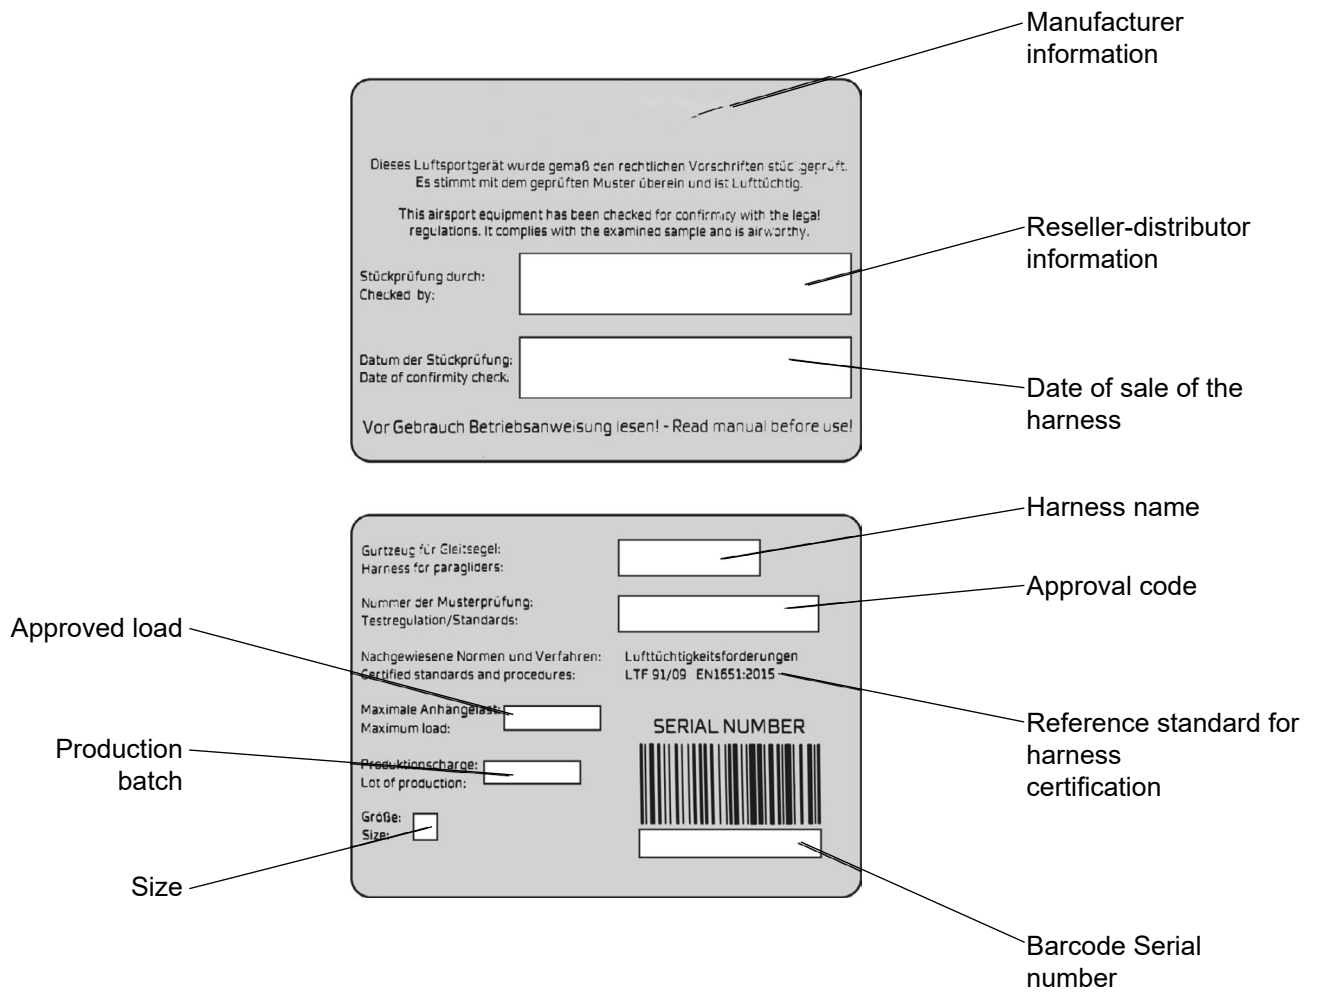 Manufacturer
information
Dieses Luftsportgerät wurde gemäß den rechtlichen Vorschriften stückgeprüft.
Es stimmt mit dem geprüften Muster überein und ist Lufttüchtig.
This airsport equipment has been checked for confirmity with the legal
regulations. It complies with the examined sample and is airworthy.
Reseller-distributor
information
Stückprüfung durch:
Checked by:
Datum der Stückprüfung:
Date of confirmity check.
Date of sale of the
harness
Vor Gebrauch Betriebsanweisung lesen! - Read manual before use!
Harness name
Gurtzeug für Gleitsegel:
Harness for paragliders:
Approval code
Nummer der Musterprüfung:
Testregulation/Standards:
Approved load
Nachgewiesene Normen und Verfahren:
Certified standards and procedures:
Lufttüchtigkeitsforderungen
LTF 91/09 EN1651:2015
Maximale Anhängelast:
Maximum load:
SERIAL NUMBER
Reference standard for
harness
certification
Production
batch
Produktionscharge:
Lot of production:
Größe:
Size:
Size
Barcode Serial
number